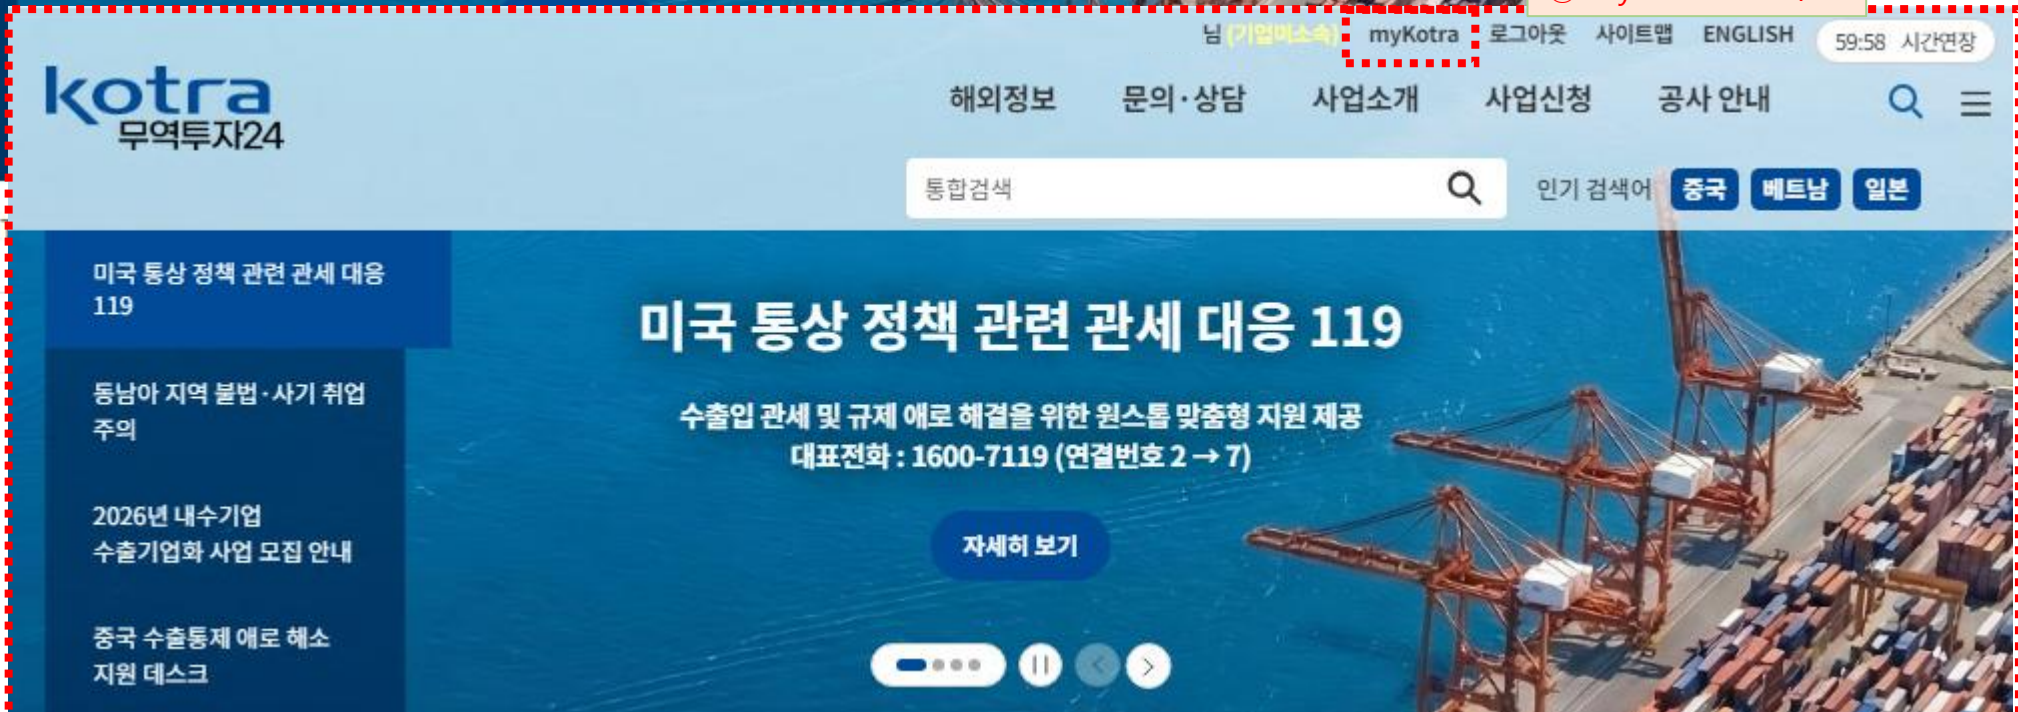 님 (기업미소속) myKotra 로그아웃 사이트맵 ENGLISH 59:58 시간연장
kotra
무역투자24
해외정보 문의·상담 사업소개 사업신청 공사 안내
통합검색 인기 검색어 중국 베트남 일본
미국 통상 정책 관련 관세 대응
119
동남아 지역 불법·사기 취업
주의
2026년 내수기업
수출기업화 사업 모집 안내
중국 수출통제 애로 해소
지원 데스크
미국 통상 정책 관련 관세 대응 119
수출입 관세 및 규제 애로 해결을 위한 원스톱 맞춤형 지원 제공
대표전화 : 1600-7119 (연결번호 2 → 7)
자세히 보기